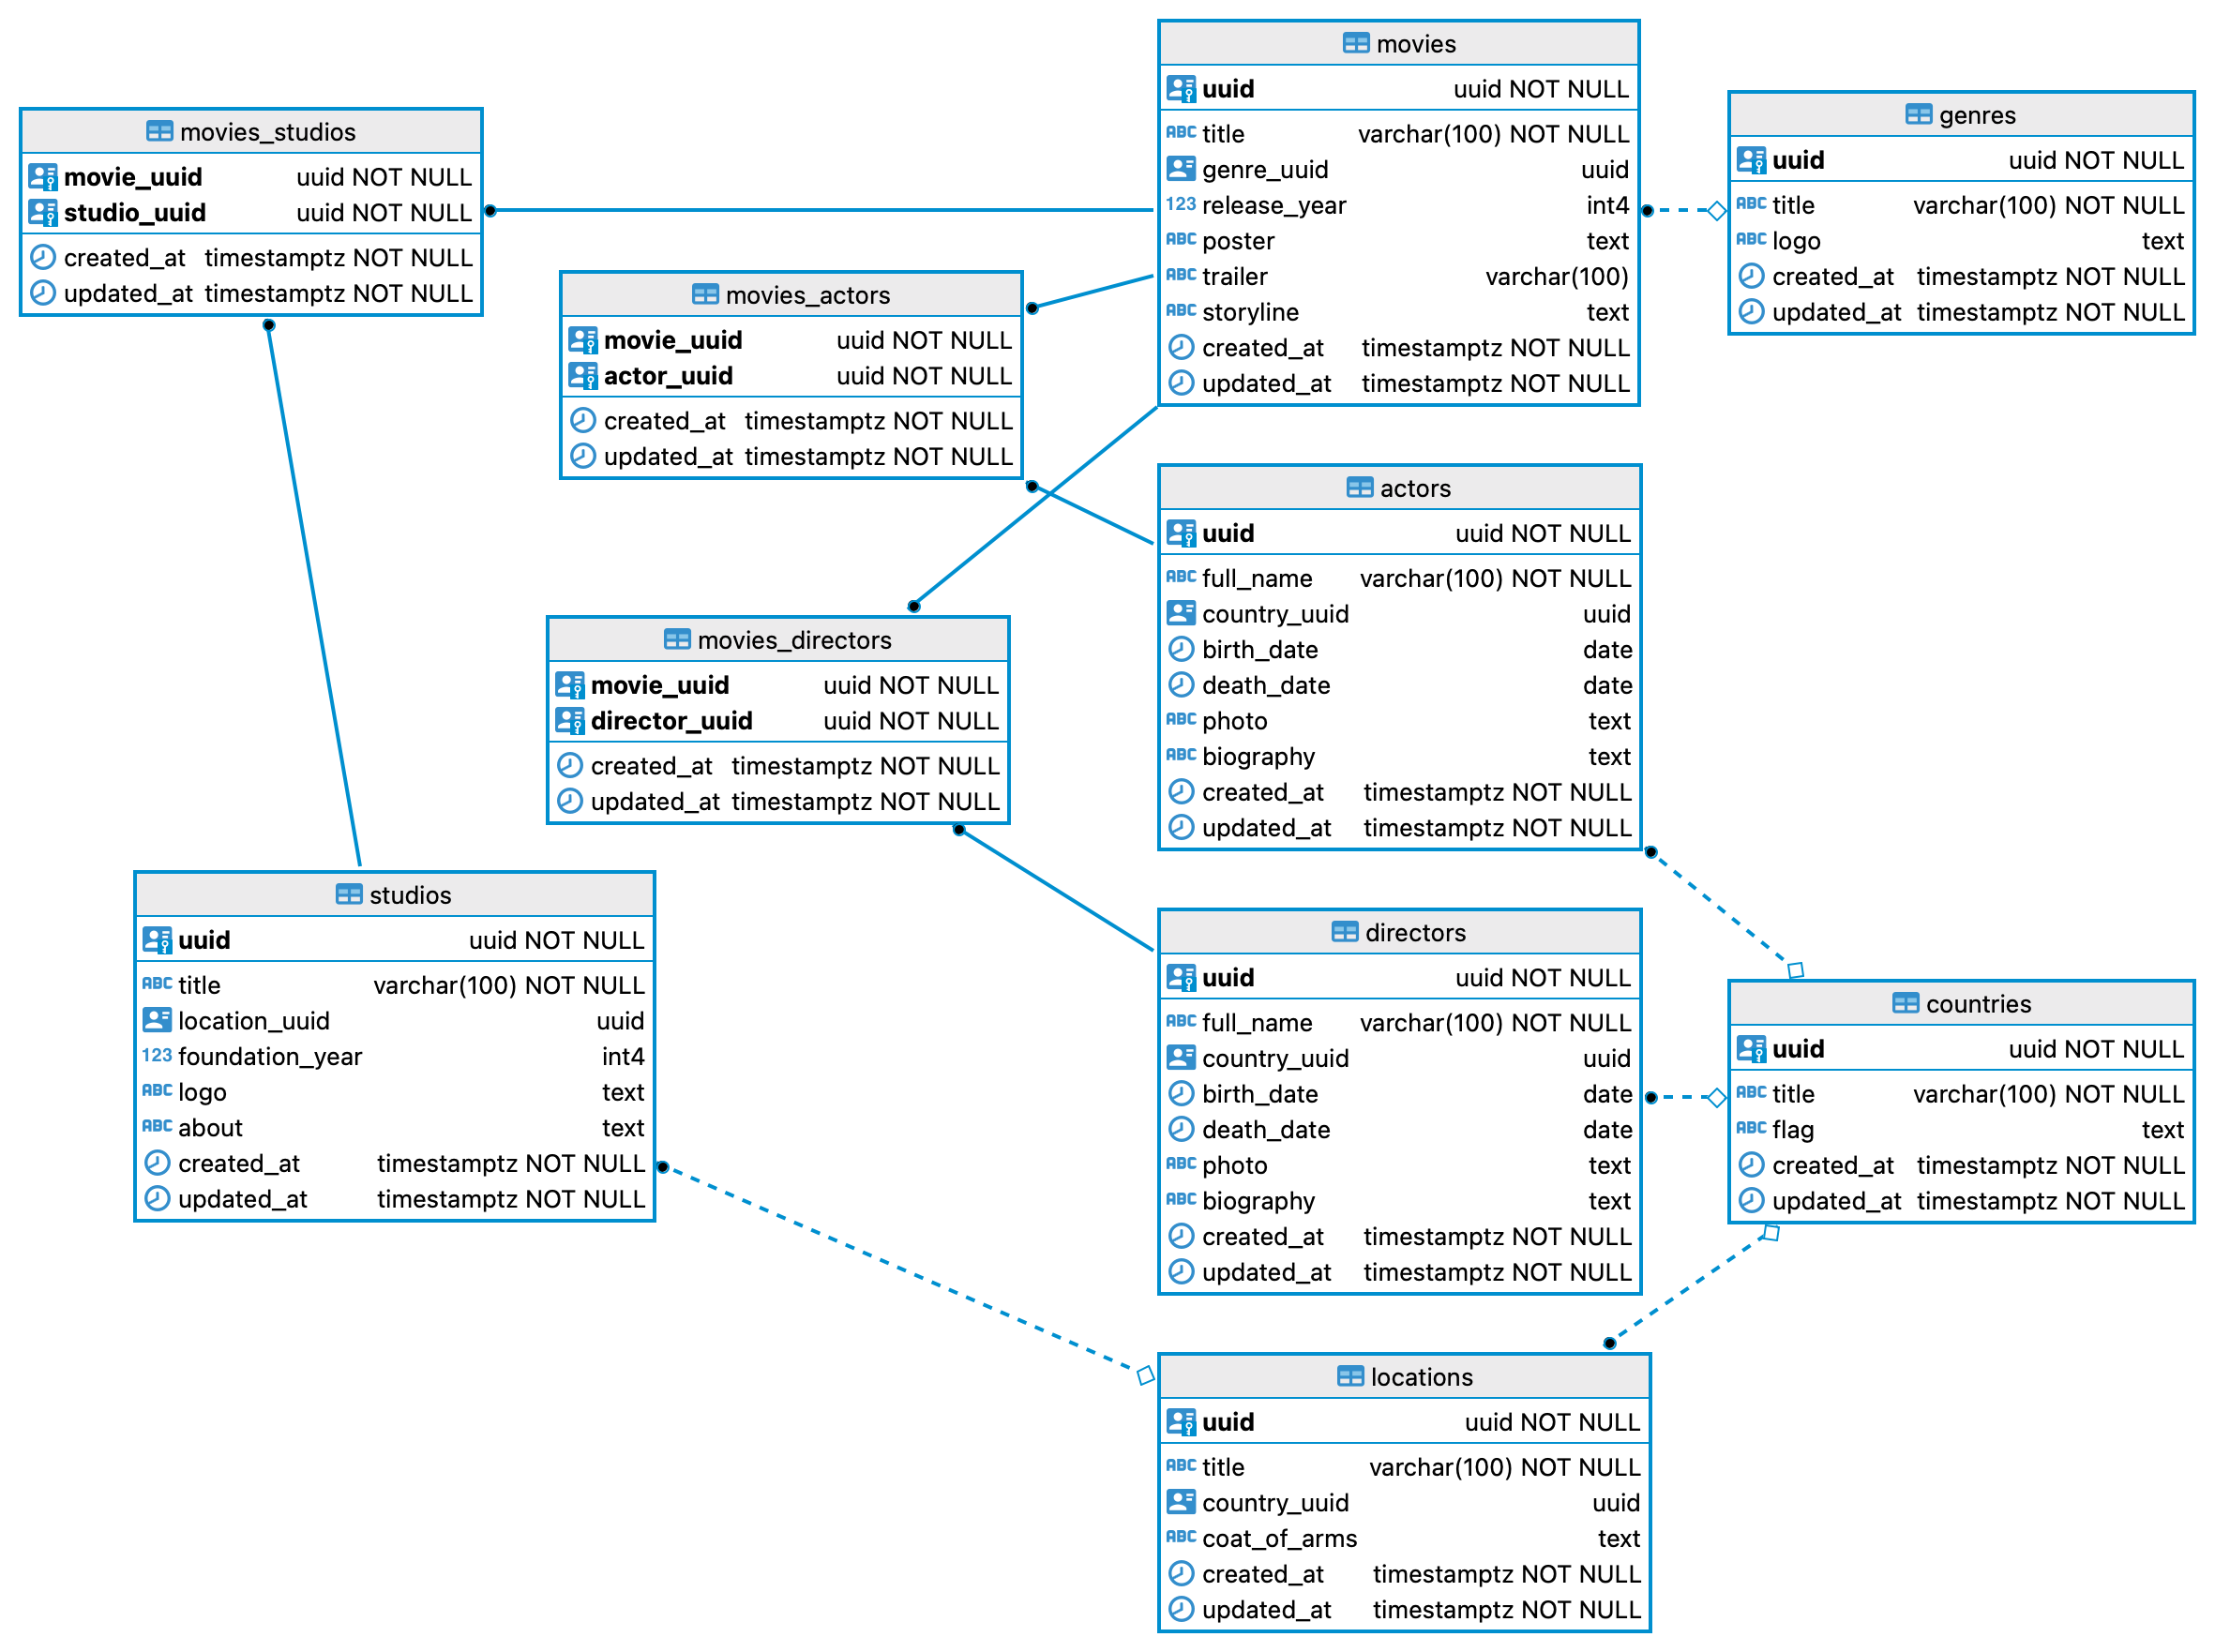 movies
uuid uuid NOT NULL
ABC title varchar(100) NOT NULL
genre_uuid uuid
123 release_year int4
ABC poster text
ABC trailer varchar(100)
ABC storyline text
created_at timestamptz NOT NULL
updated_at timestamptz NOT NULL
genres
uuid uuid NOT NULL
ABC title varchar(100) NOT NULL
ABC logo text
created_at timestamptz NOT NULL
updated_at timestamptz NOT NULL
movies_studios
movie_uuid uuid NOT NULL
studio_uuid uuid NOT NULL
created_at timestamptz NOT NULL
updated_at timestamptz NOT NULL
movies_actors
movie_uuid uuid NOT NULL
actor_uuid uuid NOT NULL
created_at timestamptz NOT NULL
updated_at timestamptz NOT NULL
actors
uuid uuid NOT NULL
ABC full_name varchar(100) NOT NULL
country_uuid uuid
birth_date date
death_date date
ABC photo text
ABC biography text
created_at timestamptz NOT NULL
updated_at timestamptz NOT NULL
movies_directors
movie_uuid uuid NOT NULL
director_uuid uuid NOT NULL
created_at timestamptz NOT NULL
updated_at timestamptz NOT NULL
studios
uuid uuid NOT NULL
ABC title varchar(100) NOT NULL
location_uuid uuid
123 foundation_year int4
ABC logo text
ABC about text
created_at timestamptz NOT NULL
updated_at timestamptz NOT NULL
directors
uuid uuid NOT NULL
ABC full_name varchar(100) NOT NULL
country_uuid uuid
birth_date date
death_date date
ABC photo text
ABC biography text
created_at timestamptz NOT NULL
updated_at timestamptz NOT NULL
countries
uuid uuid NOT NULL
ABC title varchar(100) NOT NULL
ABC flag text
created_at timestamptz NOT NULL
updated_at timestamptz NOT NULL
locations
uuid uuid NOT NULL
ABC title varchar(100) NOT NULL
country_uuid uuid
ABC coat_of_arms text
created_at timestamptz NOT NULL
updated_at timestamptz NOT NULL